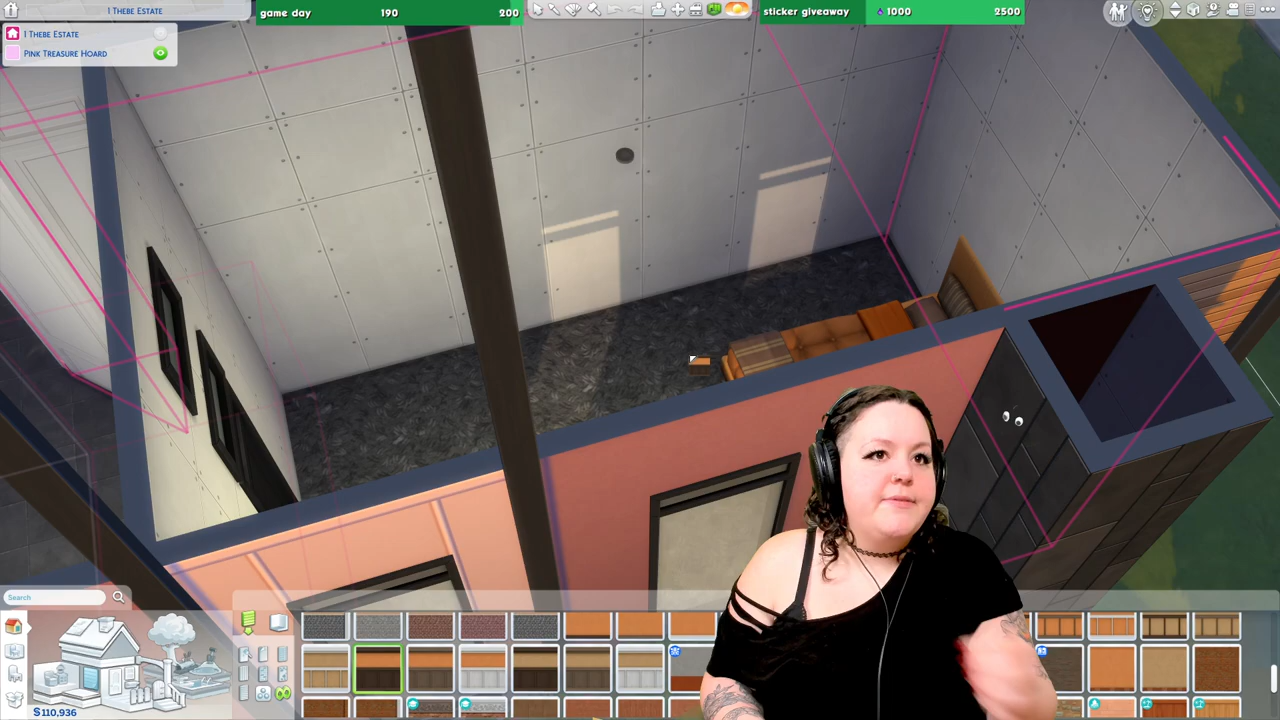 1 Thebe Estate
game day 190 200
sticker giveaway 1000 2500
1 Thebe Estate
Pink Treasure Hoard
Search
§110,936